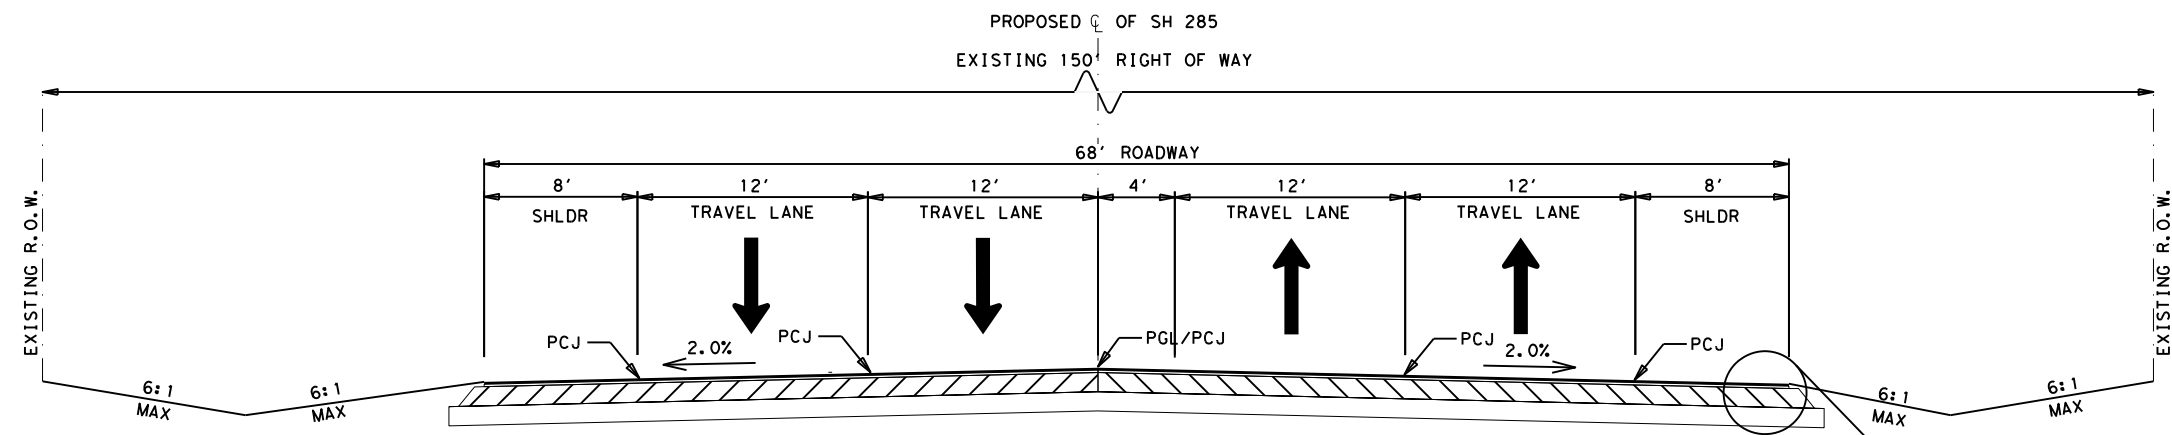 PROPOSED ℄ OF SH 285
EXISTING 150' RIGHT OF WAY
68' ROADWAY
8' 12' 12' 4' 12' 12' 8'
SHLDR TRAVEL LANE TRAVEL LANE TRAVEL LANE TRAVEL LANE SHLDR
EXISTING R.O.W.
EXISTING R.O.W.
PCJ 2.0% PCJ PGL/PCJ PCJ 2.0% PCJ
6:1 MAX
6:1 MAX
6:1 MAX
6:1 MAX